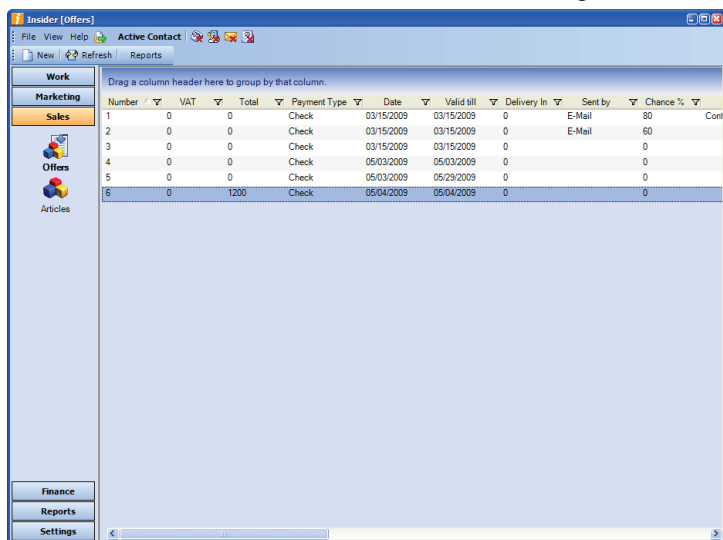 Insider [Offers]
File View Help Active Contact
New Refresh Reports
Work
Marketing
Sales
Offers
Articles
Finance
Reports
Settings
Drag a column header here to group by that column.
Number VAT Total Payment Type Date Valid till Delivery In Sent by Chance %
1 0 0 Check 03/15/2009 03/15/2009 0 E-Mail 80 Cont
2 0 0 Check 03/15/2009 03/15/2009 0 E-Mail 60
3 0 0 Check 03/15/2009 03/15/2009 0 0
4 0 0 Check 05/03/2009 05/03/2009 0 0
5 0 0 Check 05/03/2009 05/29/2009 0 0
6 0 1200 Check 05/04/2009 05/04/2009 0 0